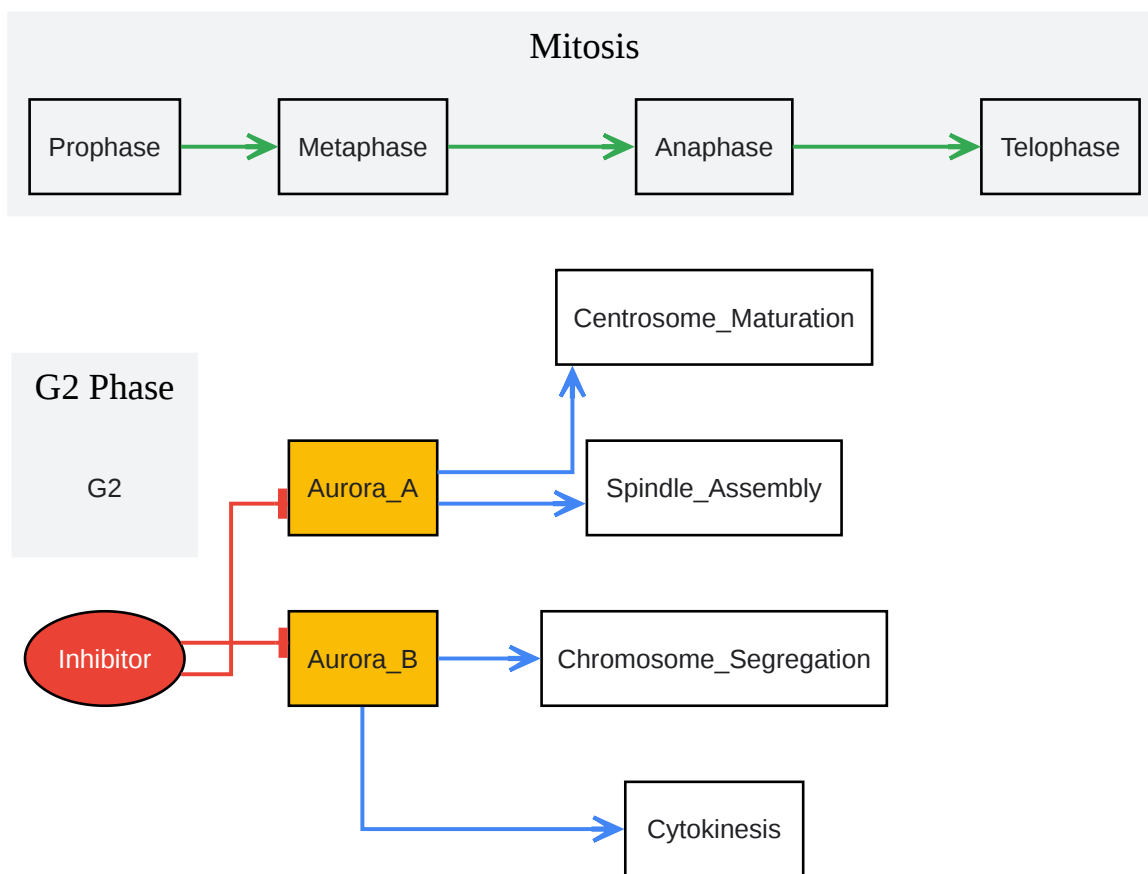 Mitosis
Prophase
Metaphase
Anaphase
Telophase
Centrosome_Maturation
G2 Phase
G2
Aurora_A
Spindle_Assembly
Inhibitor
Aurora_B
Chromosome_Segregation
Cytokinesis